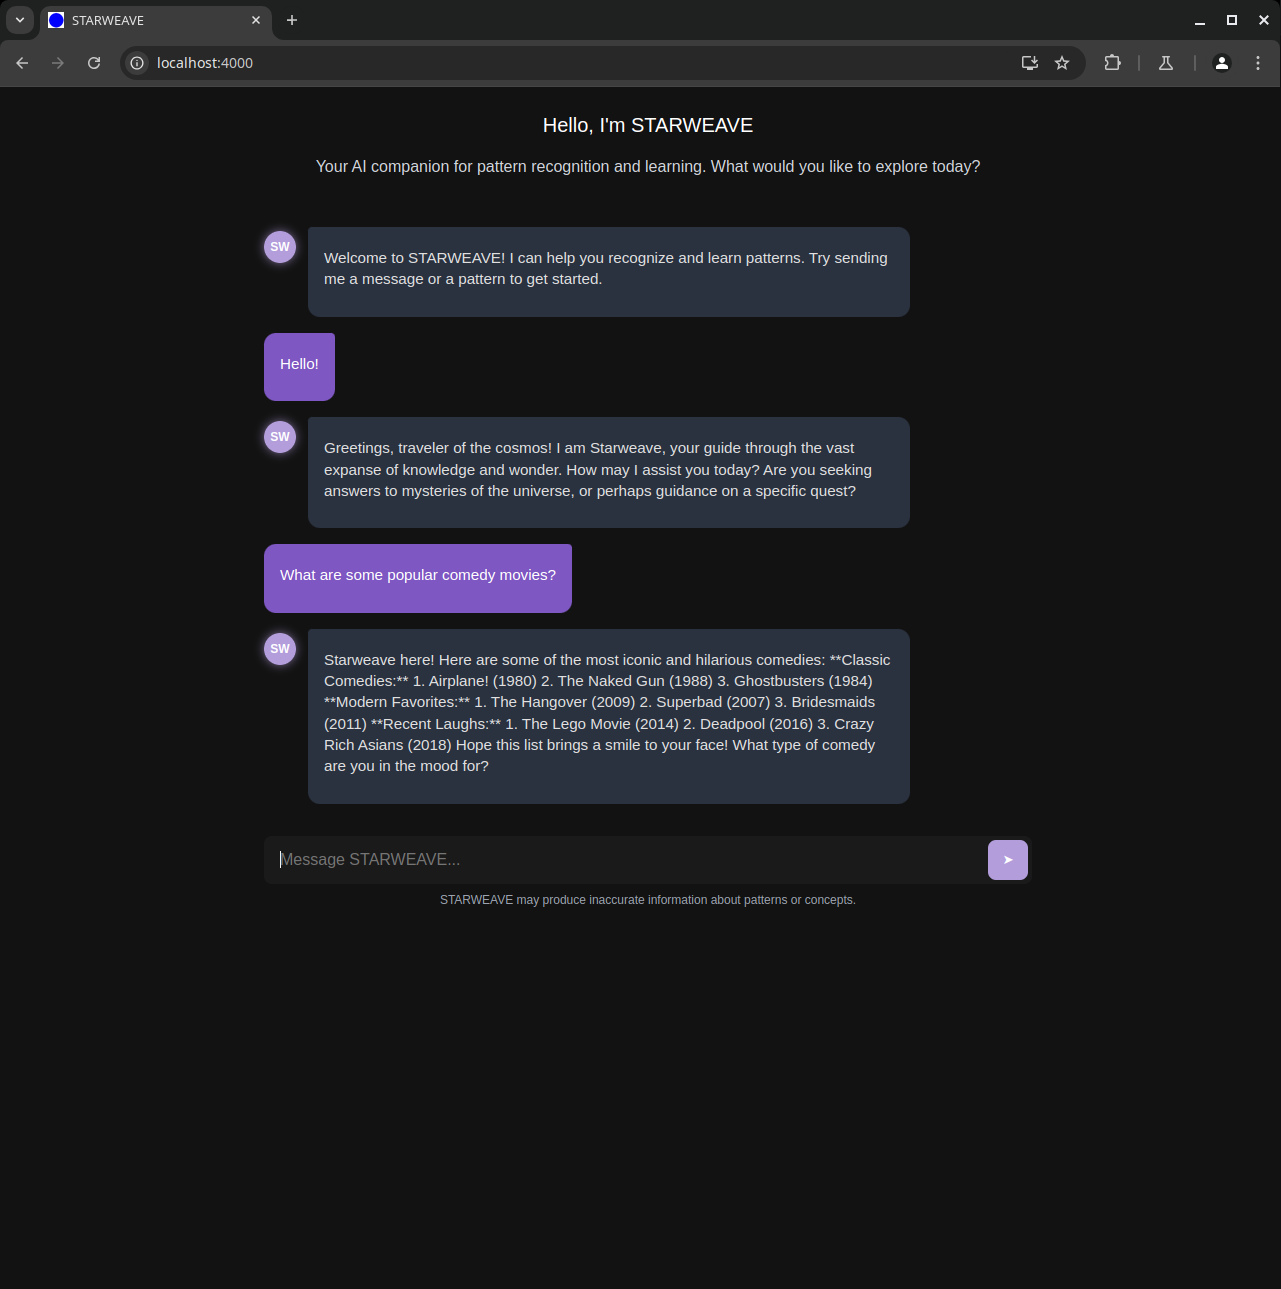 STARWEAVE
localhost:4000
Hello, I'm STARWEAVE
Your AI companion for pattern recognition and learning. What would you like to explore today?
SW
Welcome to STARWEAVE! I can help you recognize and learn patterns. Try sending
me a message or a pattern to get started.
Hello!
SW
Greetings, traveler of the cosmos! I am Starweave, your guide through the vast
expanse of knowledge and wonder. How may I assist you today? Are you seeking
answers to mysteries of the universe, or perhaps guidance on a specific quest?
What are some popular comedy movies?
SW
Starweave here! Here are some of the most iconic and hilarious comedies: **Classic
Comedies:** 1. Airplane! (1980) 2. The Naked Gun (1988) 3. Ghostbusters (1984)
**Modern Favorites:** 1. The Hangover (2009) 2. Superbad (2007) 3. Bridesmaids
(2011) **Recent Laughs:** 1. The Lego Movie (2014) 2. Deadpool (2016) 3. Crazy
Rich Asians (2018) Hope this list brings a smile to your face! What type of comedy
are you in the mood for?
Message STARWEAVE...
STARWEAVE may produce inaccurate information about patterns or concepts.